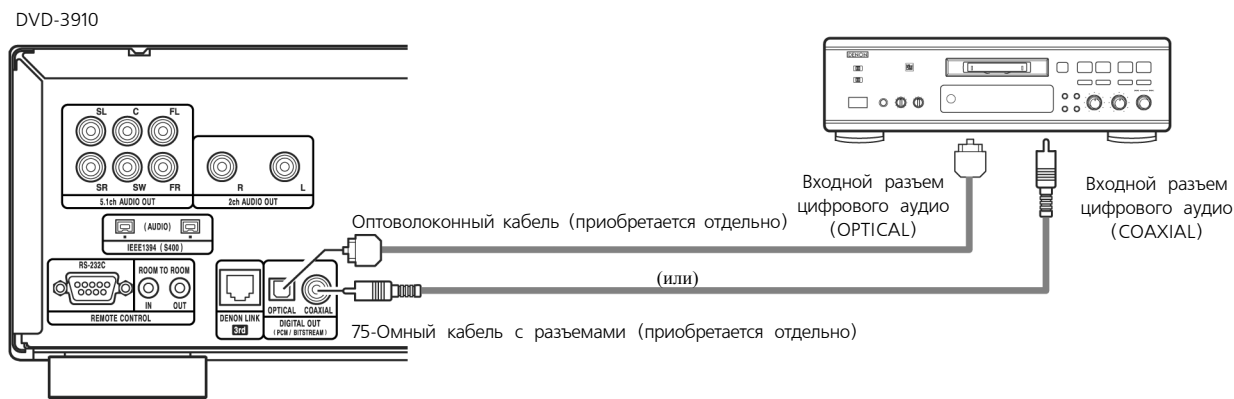 DVD-3910
DENON
SL C FL
SR SW FR
5.1ch AUDIO OUT
R L
2ch AUDIO OUT
(AUDIO)
IEEE1394 (S400)
RS-232C
ROOM TO ROOM
IN OUT
REMOTE CONTROL
DENON LINK
3rd
OPTICAL COAXIAL
DIGITAL OUT
(PCM / BITSTREAM)
Оптоволоконный кабель (приобретается отдельно)
(или)
75-Омный кабель с разъемами (приобретается отдельно)
Входной разъем
цифрового аудио
(OPTICAL)
Входной разъем
цифрового аудио
(COAXIAL)